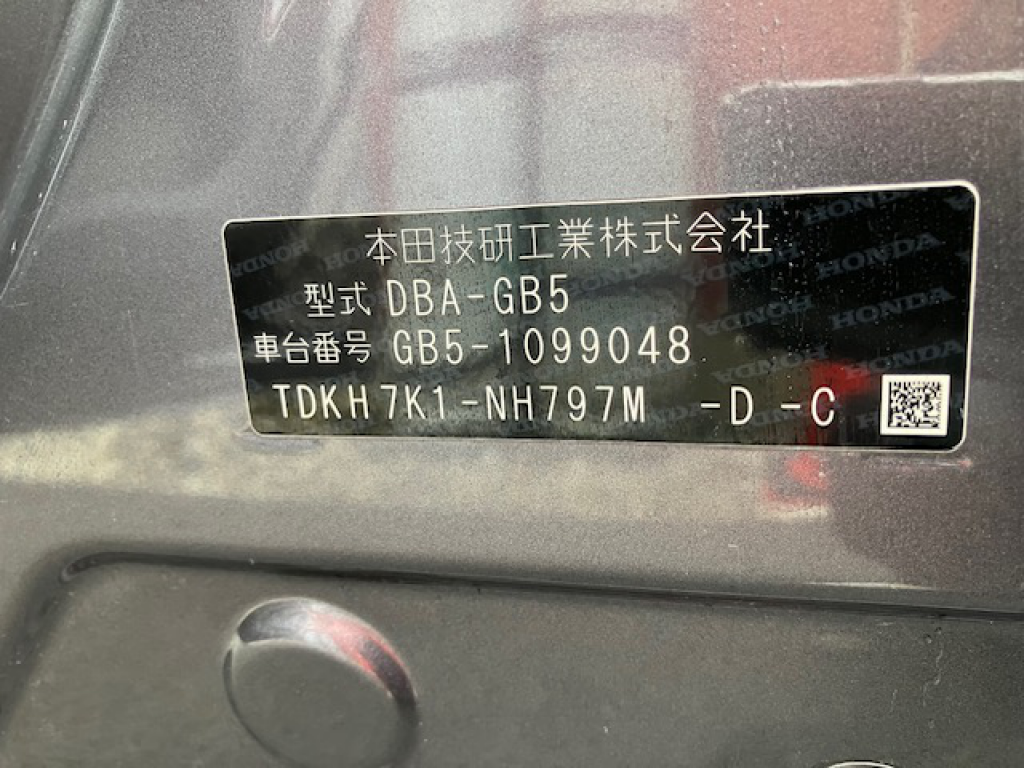 本田技研工業株式会社
型式 DBA-GB5
車台番号 GB5-1099048
TDKH7K1-NH797M -D -C